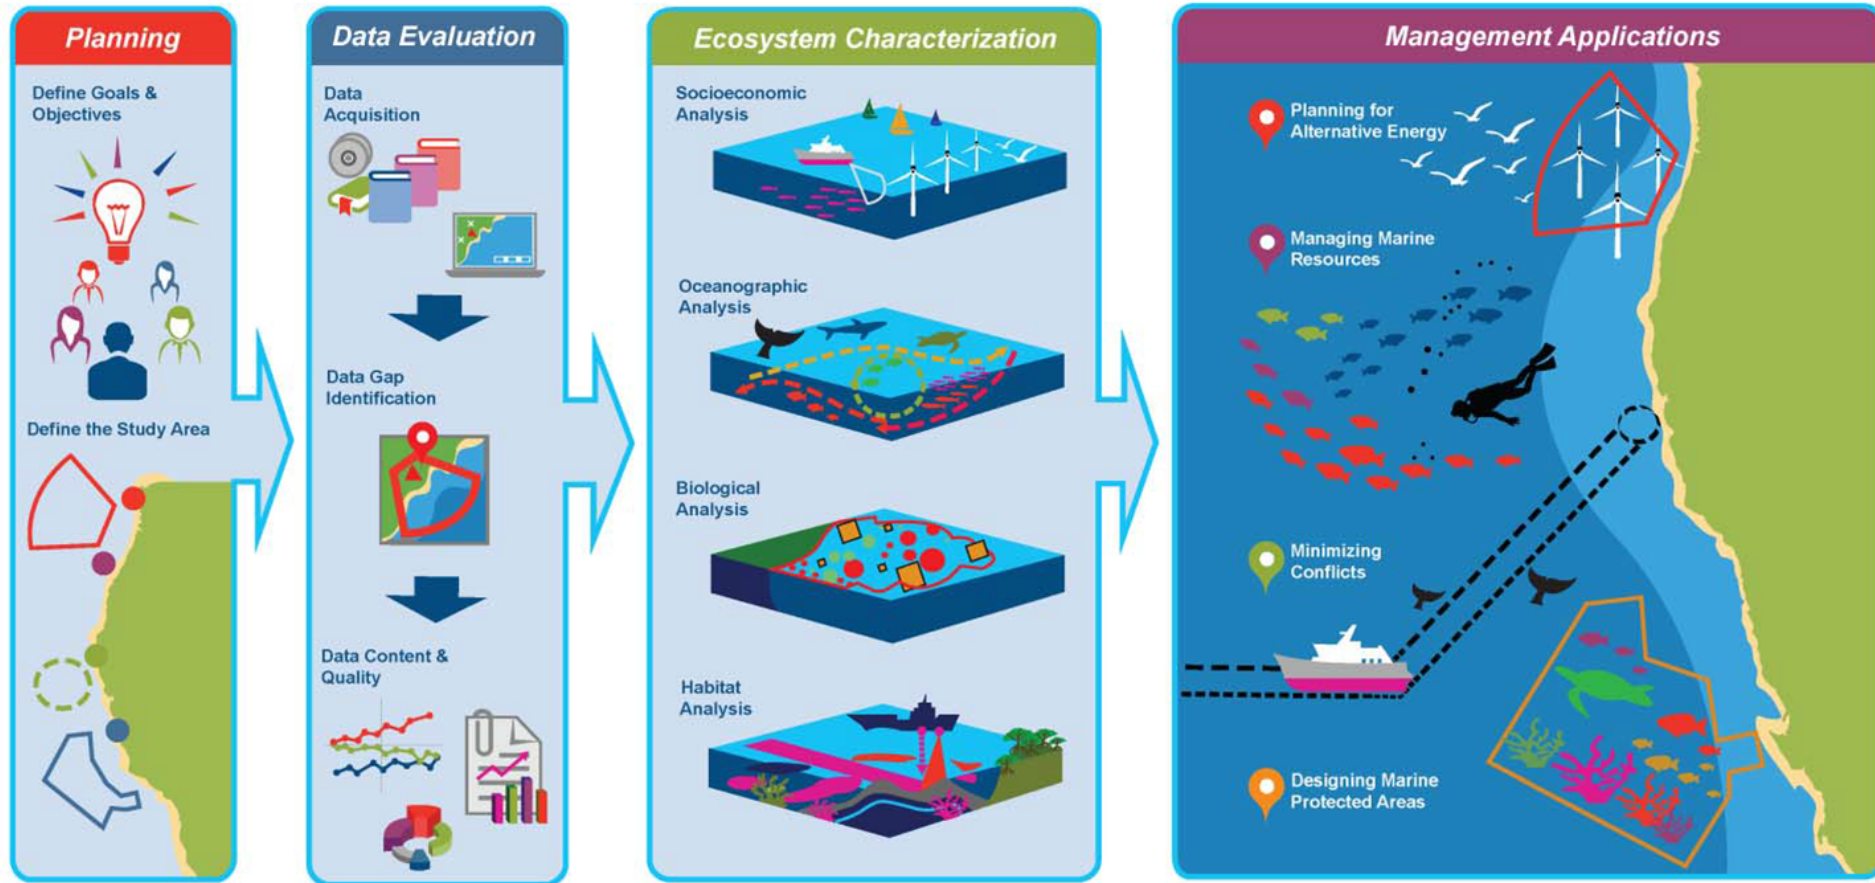 Planning
Define Goals &
Objectives
Define the Study Area
Data Evaluation
Data
Acquisition
Data Gap
Identification
Data Content &
Quality
Ecosystem Characterization
Socioeconomic
Analysis
Oceanographic
Analysis
Biological
Analysis
Habitat
Analysis
Management Applications
Planning for
Alternative Energy
Managing Marine
Resources
Minimizing
Conflicts
Designing Marine
Protected Areas